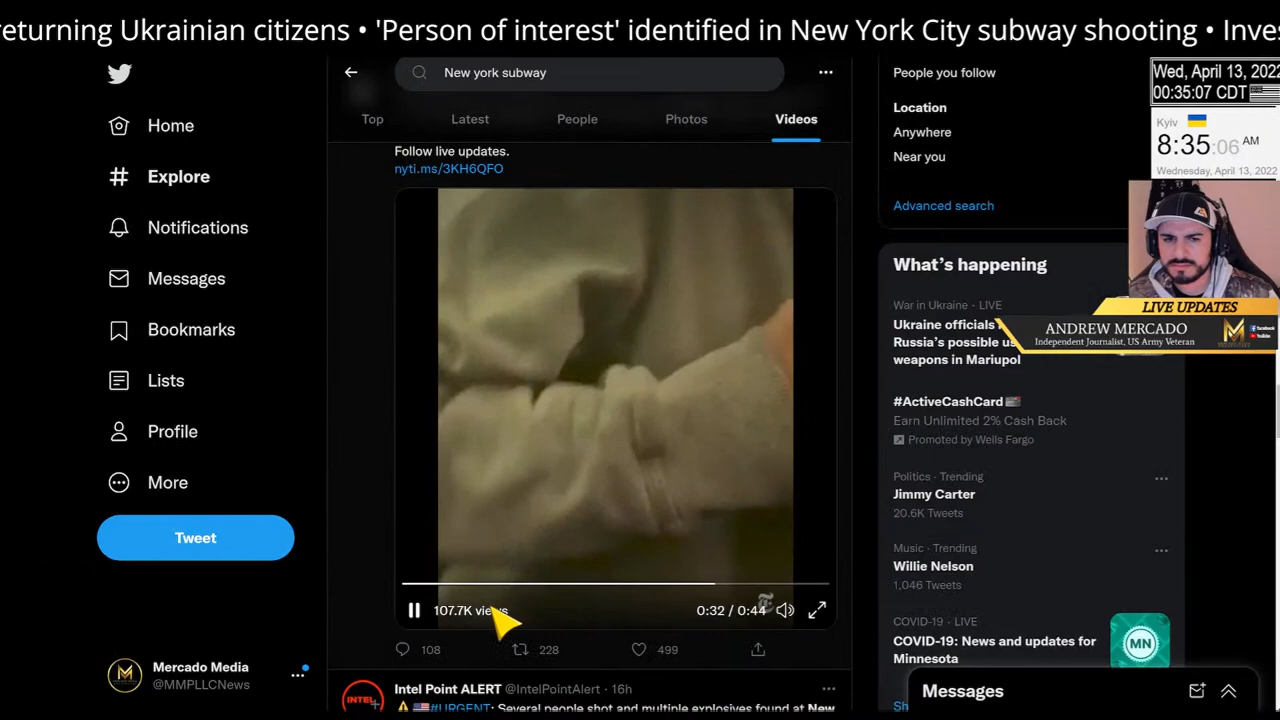 returning Ukrainian citizens • 'Person of interest' identified in New York City subway shooting • Inves
New york subway
Top
Latest
People
Photos
Videos
Home
Explore
Notifications
Messages
Bookmarks
Lists
Profile
More
Tweet
Mercado Media
@MMPLLCNews
Follow live updates.
nyti.ms/3KH6QFO
107.7K views
0:32 / 0:44
108
228
499
Intel Point ALERT @IntelPointAlert · 16h
INTEL
#URGENT: Several people shot and multiple explosives found at New
People you follow
Location
Anywhere
Near you
Advanced search
What's happening
War in Ukraine · LIVE
Ukraine officials
Russia's possible us
weapons in Mariupol
#ActiveCashCard
Earn Unlimited 2% Cash Back
Promoted by Wells Fargo
Politics · Trending
Jimmy Carter
20.6K Tweets
Music · Trending
Willie Nelson
1,046 Tweets
COVID-19 · LIVE
COVID-19: News and updates for
Minnesota
MN
Sh
Messages
Wed, April 13, 2022
00:35:07 CDT
Kyiv
8:35:06 AM
Wednesday, April 13, 2022
LIVE UPDATES
ANDREW MERCADO
Independent Journalist, US Army Veteran
facebook
YouTube